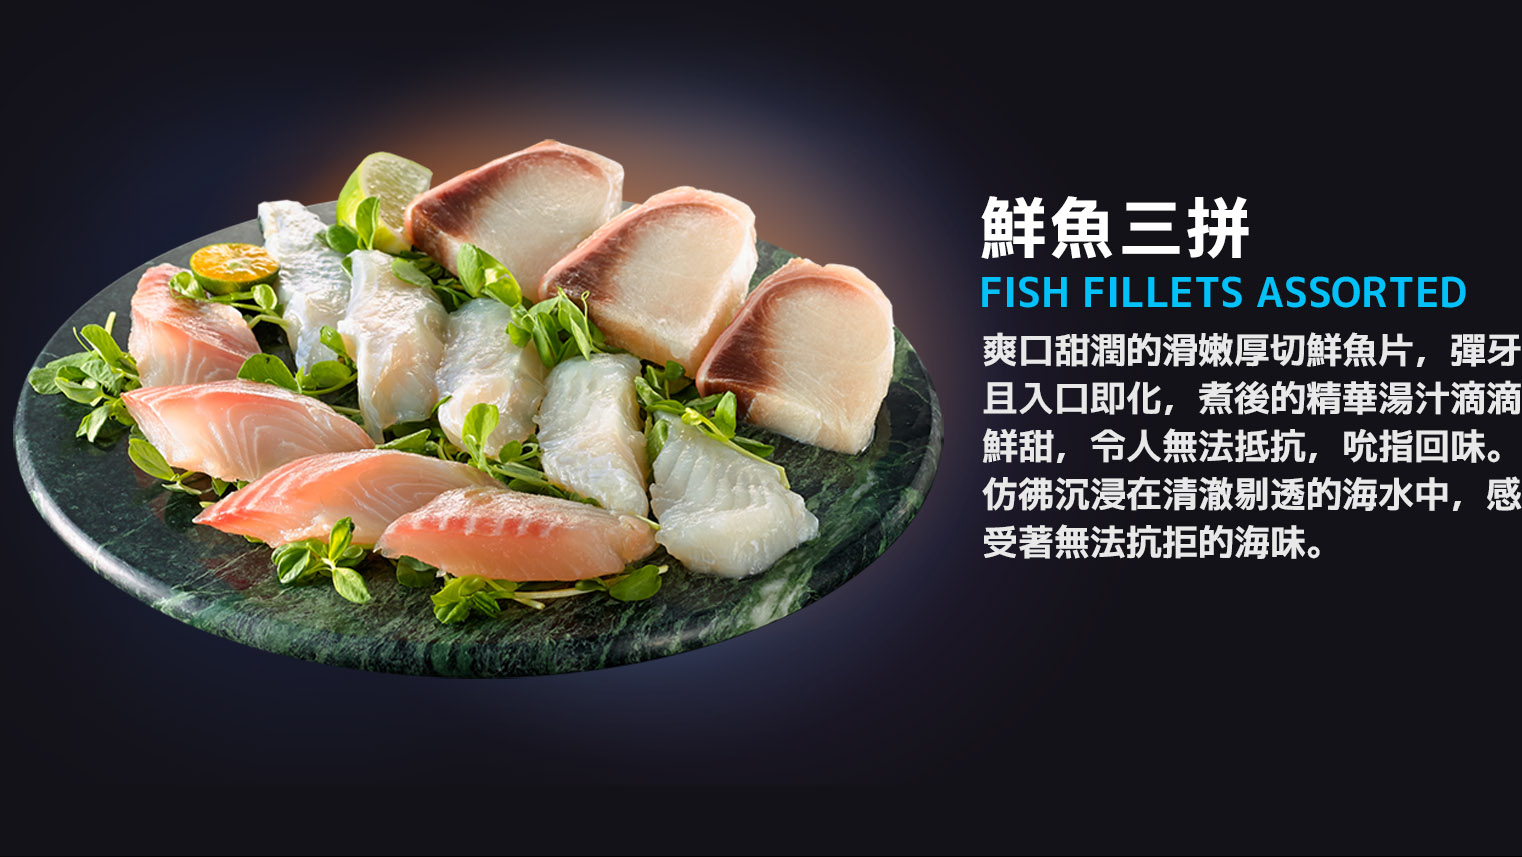 鮮魚三拼
FISH FILLETS ASSORTED
爽口甜潤的滑嫩厚切鮮魚片，彈牙
且入口即化，煮後的精華湯汁滴滴
鮮甜，令人無法抵抗，吮指回味。
仿彿沉浸在清澈剔透的海水中，感
受著無法抗拒的海味。